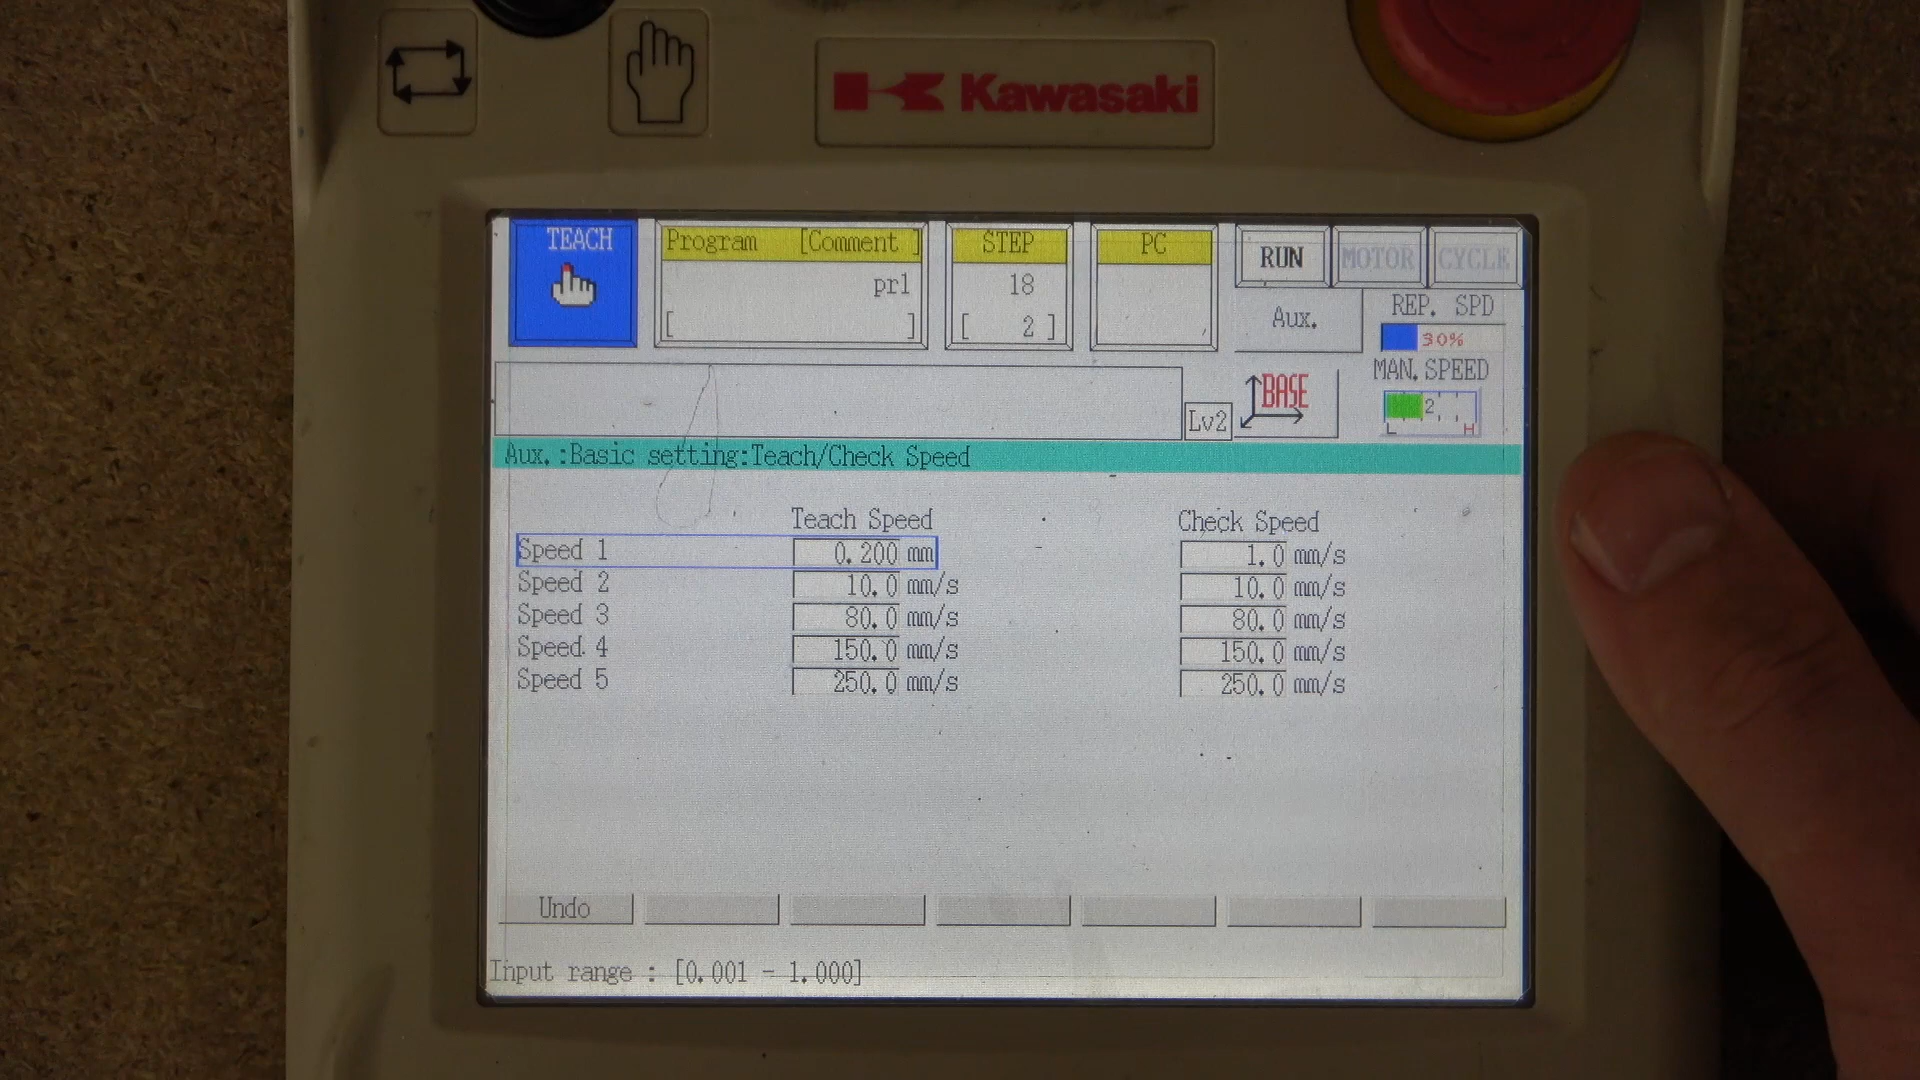 Kawasaki
TEACH
Program [Comment ]
pr1
[ ]
STEP
18
[ 2 ]
PC
RUN
MOTOR
CYCLE
Aux.
REP. SPD
30%
MAN.SPEED
2
L H
BASE
Lv2
Aux.:Basic setting:Teach/Check Speed
Teach Speed Check Speed
Speed 1 0.200 mm 1.0 mm/s
Speed 2 10.0 mm/s 10.0 mm/s
Speed 3 80.0 mm/s 80.0 mm/s
Speed 4 150.0 mm/s 150.0 mm/s
Speed 5 250.0 mm/s 250.0 mm/s
Undo
Input range : [0.001 - 1.000]